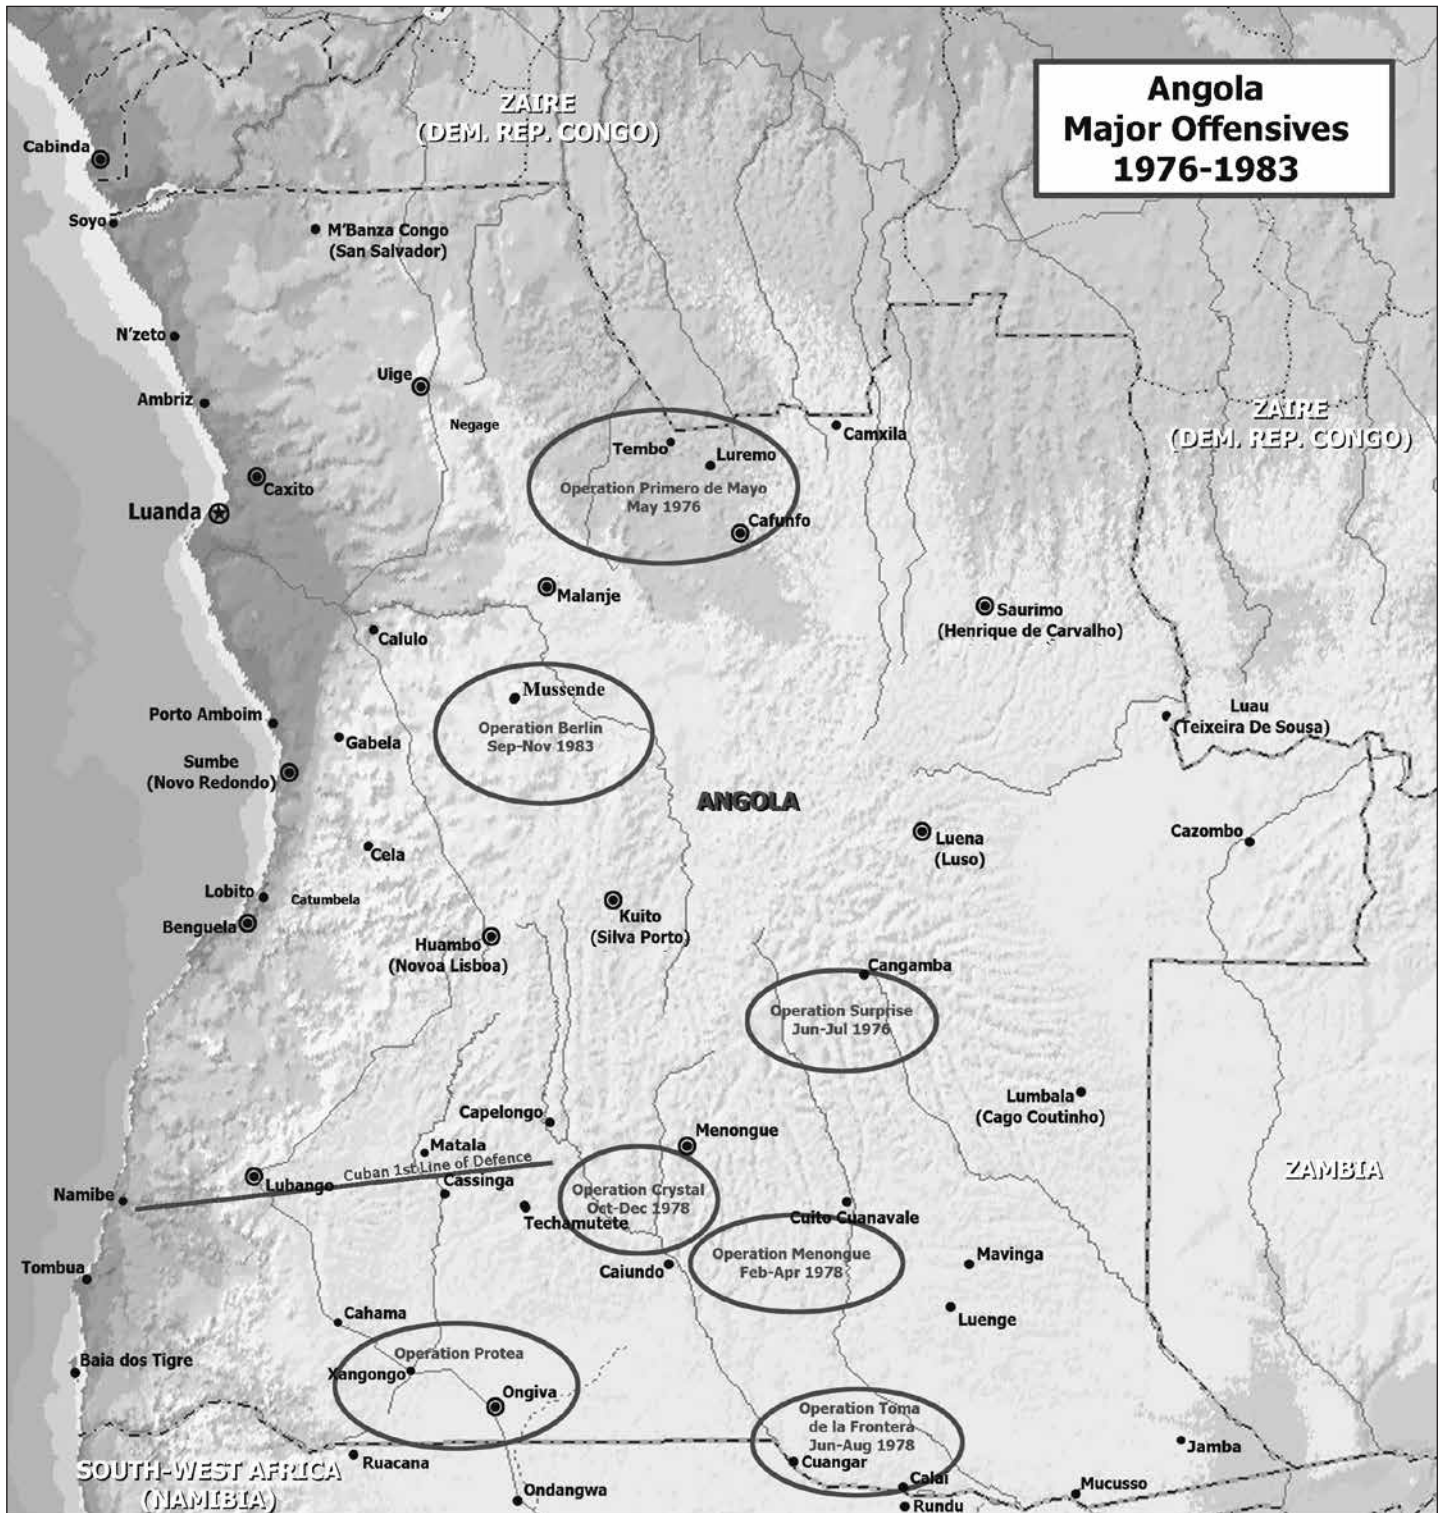 Angola
Major Offensives
1976-1983
ZAIRE
(DEM. REP. CONGO)
Cabinda
Soyo
M'Banza Congo
(San Salvador)
N'zeto
Uige
Ambriz
Negage
Camxila
ZAIRE
(DEM. REP. CONGO)
Tembo
Luremo
Caxito
Operation Primero de Mayo
May 1976
Luanda
Cafunfo
Malanje
Saurimo
(Henrique de Carvalho)
Calulo
Mussende
Operation Berlin
Sep-Nov 1983
Porto Amboim
Gabela
Luau
(Teixeira De Sousa)
Sumbe
(Novo Redondo)
ANGOLA
Luena
(Luso)
Cazombo
Cela
Lobito
Catumbela
Benguela
Kuito
(Silva Porto)
Huambo
(Novoa Lisboa)
Cangamba
Operation Surprise
Jun-Jul 1976
Lumbala
(Cago Coutinho)
Capelongo
Menongue
Matala
Cuban 1st Line of Defence
ZAMBIA
Lubango
Namibe
Cassinga
Operation Crystal
Oct-Dec 1978
Techamutete
Cuito Cuanavale
Operation Menongue
Feb-Apr 1978
Mavinga
Tombua
Caiundo
Cahama
Luenge
Baia dos Tigre
Operation Protea
Xangongo
Ongiva
Operation Toma
de la Frontera
Jun-Aug 1978
Jamba
Ruacana
Cuangar
SOUTH-WEST AFRICA
(NAMIBIA)
Ondangwa
Calai
Mucusso
Rundu